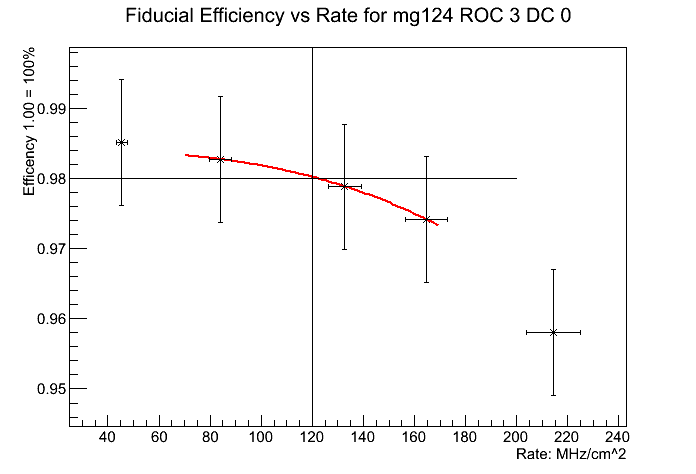 Fiducial Efficiency vs Rate for mg124 ROC 3 DC 0
Efficency 1.00 = 100%
0.99
0.98
0.97
0.96
0.95
40 60 80 100 120 140 160 180 200 220 240
Rate: MHz/cm^2